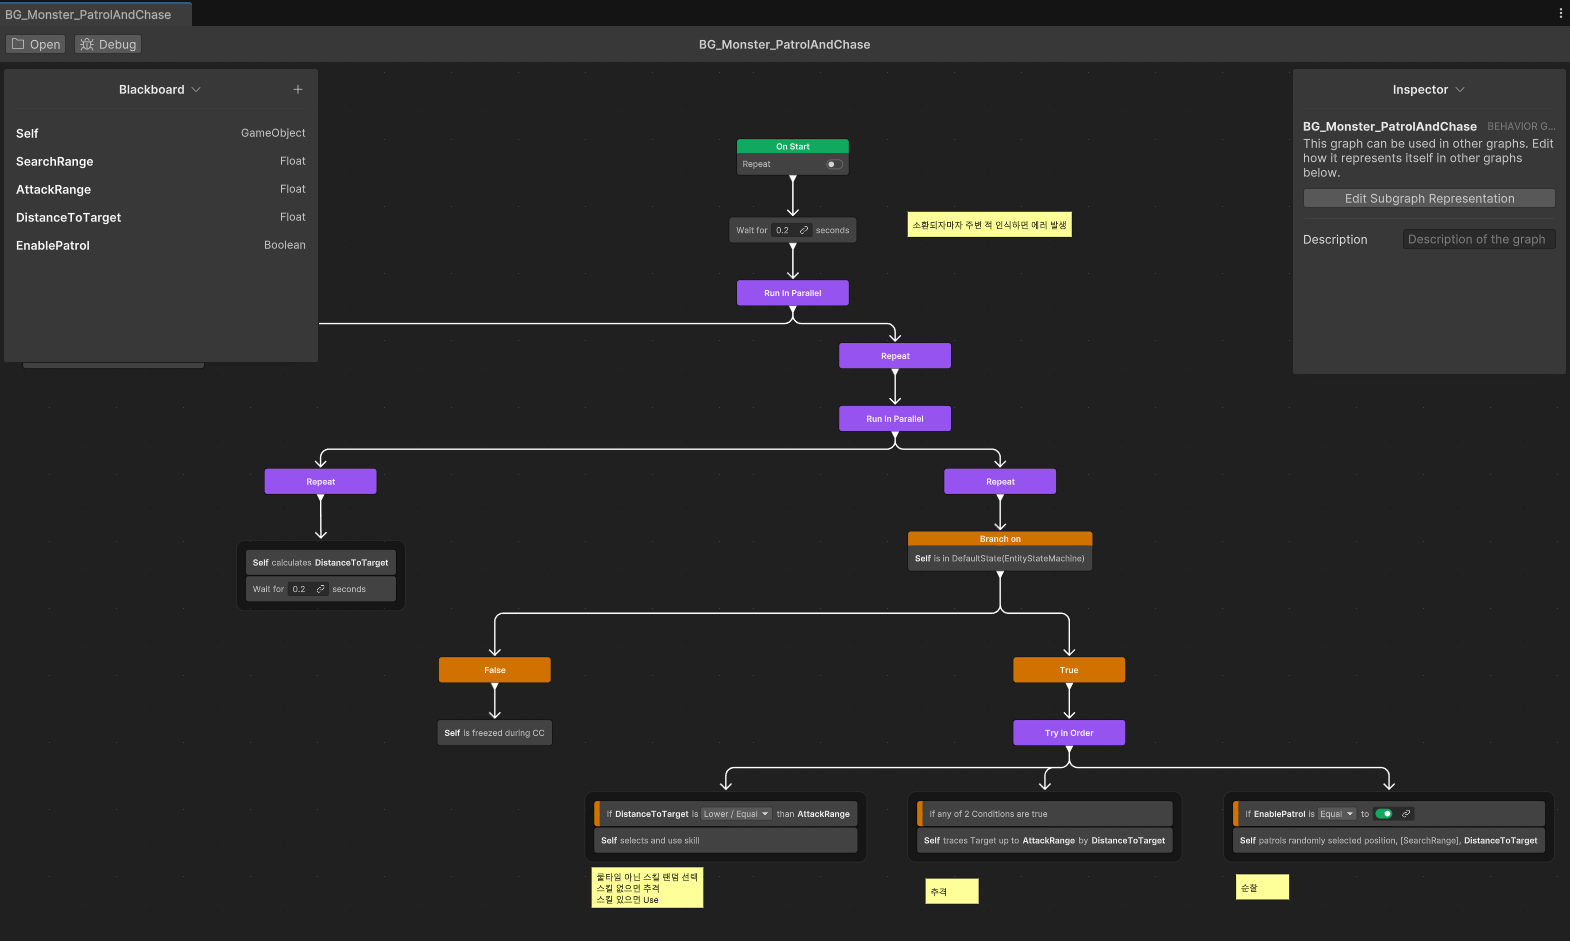 BG_Monster_PatrolAndChase
Open
Debug
BG_Monster_PatrolAndChase
Blackboard
Self GameObject
SearchRange Float
AttackRange Float
DistanceToTarget Float
EnablePatrol Boolean
Inspector
BG_Monster_PatrolAndChase BEHAVIOR G...
This graph can be used in other graphs. Edit
how it represents itself in other graphs
below.
Edit Subgraph Representation
Description Description of the graph
On Start
Repeat
Wait for 0.2 seconds
소환되자마자 주변 적 인식하면 에러 발생
Run In Parallel
Repeat
Run In Parallel
Repeat
Repeat
Self calculates DistanceToTarget
Wait for 0.2 seconds
Branch on
Self is in DefaultState(EntityStateMachine)
False
True
Self is freezed during CC
Try In Order
If DistanceToTarget is Lower / Equal than AttackRange
Self selects and use skill
If any of 2 Conditions are true
Self traces Target up to AttackRange by DistanceToTarget
If EnablePatrol is Equal to
Self patrols randomly selected position, [SearchRange], DistanceToTarget
쿨타임 아닌 스킬 랜덤 선택
스킬 없으면 추격
스킬 있으면 Use
추격
순찰